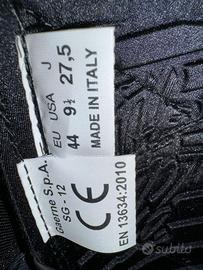 J
27,5
USA
9½
EU
44
MADE IN ITALY
Gaerne S.p.A.
SG - 12
CE
EN 13634:2010
subito